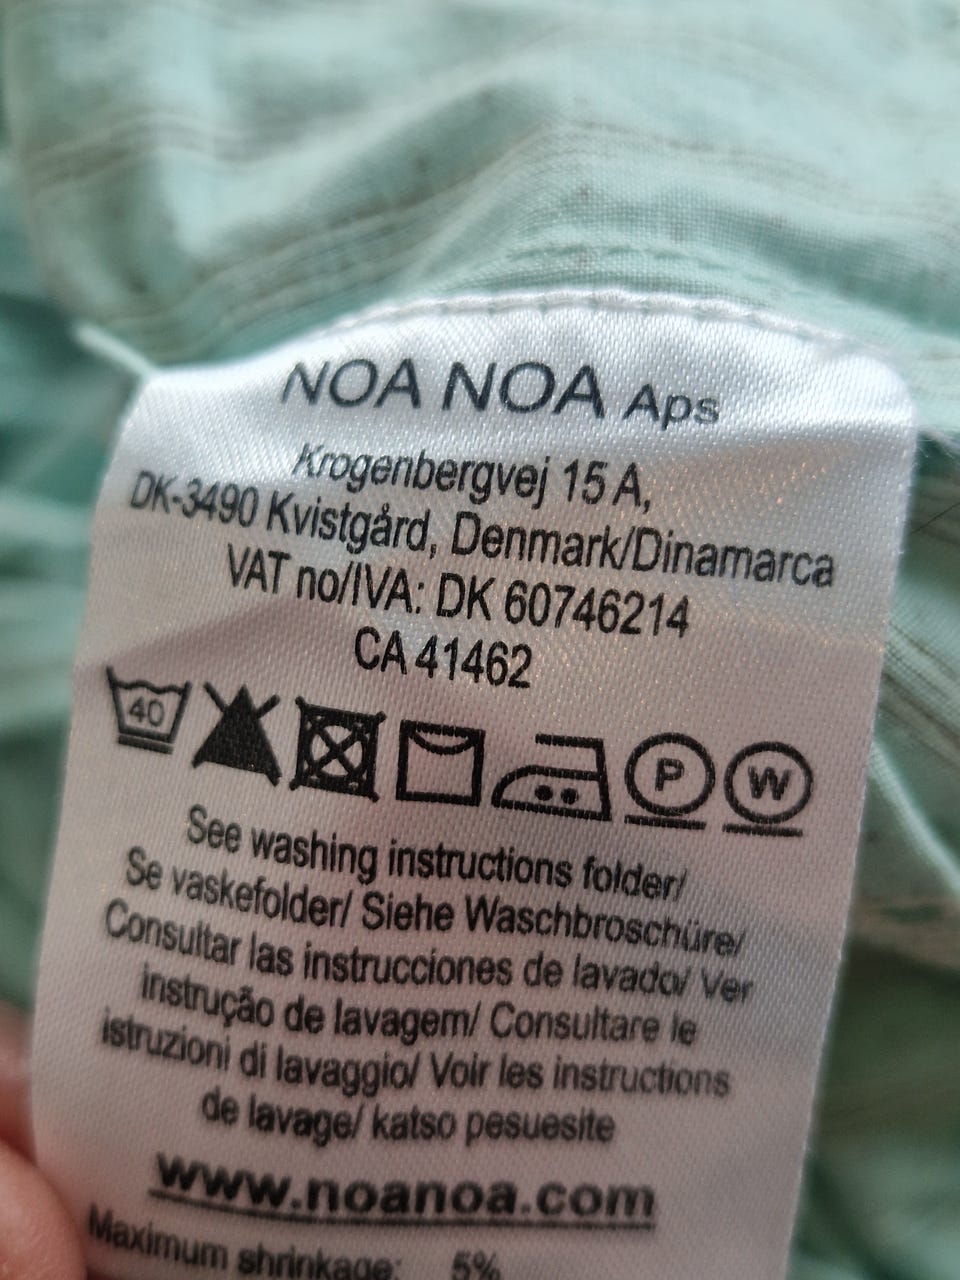 NOA NOA Aps
Krogenbergvej 15 A,
DK-3490 Kvistgård, Denmark/Dinamarca
VAT no/IVA: DK 60746214
CA 41462
40 P W
See washing instructions folder/
Se vaskefolder/ Siehe Waschbroschüre/
Consultar las instrucciones de lavado/ Ver
instrução de lavagem/ Consultare le
istruzioni di lavaggio/ Voir les instructions
de lavage/ katso pesuesite
www.noanoa.com
Maximum shrinkage: 5%